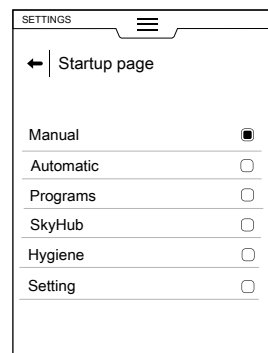 SETTINGS
Startup page
Manual
Automatic
Programs
SkyHub
Hygiene
Setting